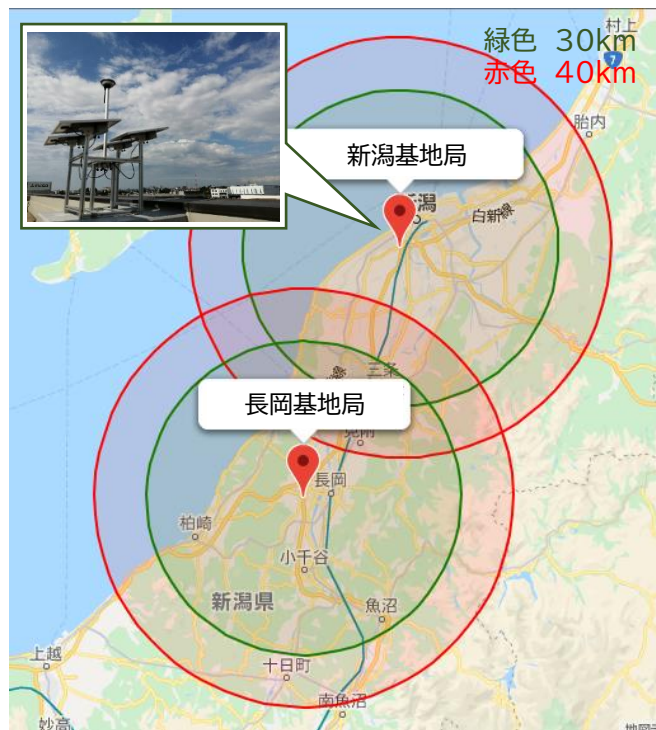 緑色 30km
赤色 40km
村上
7
胎内
新潟基地局
新潟
白新線
三条
長岡基地局
見附
長岡
柏崎
小千谷
新潟県
魚沼
上越
十日町
南魚沼
妙高